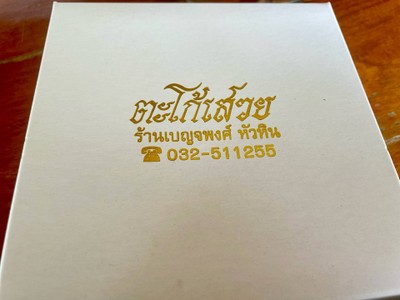 ตะโก้เสวย
ร้านเบญจพงศ์ หัวหิน
☎ 032-511255